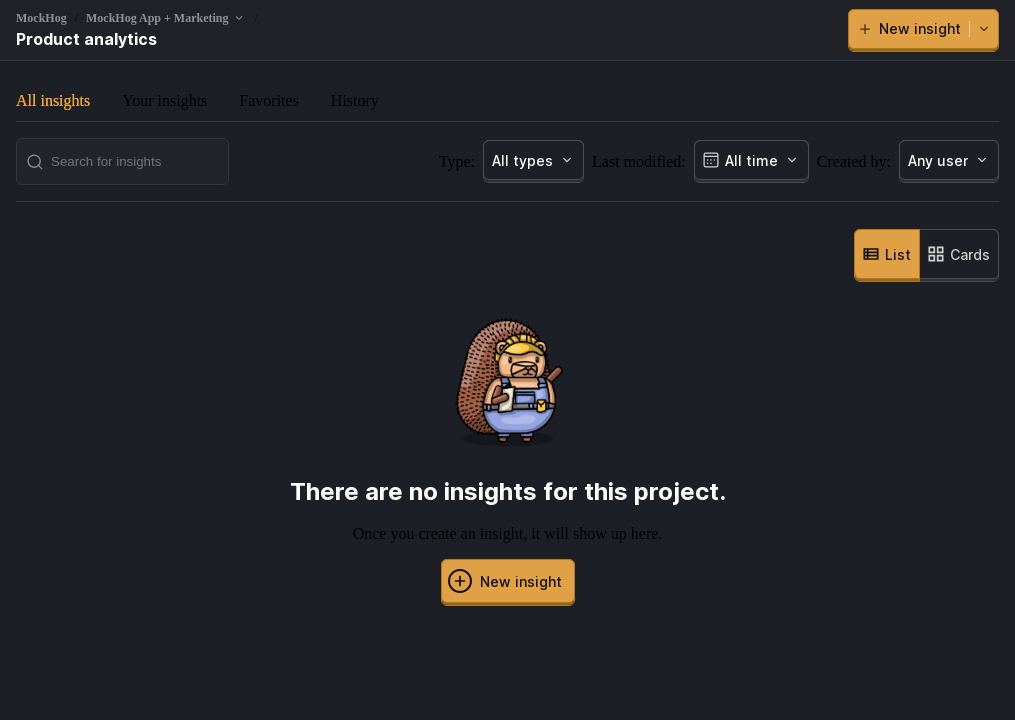 MockHog / MockHog App + Marketing /
Product analytics
New insight
All insights Your insights Favorites History
Search for insights
Type: All types Last modified: All time Created by: Any user
List Cards
There are no insights for this project.
Once you create an insight, it will show up here.
New insight